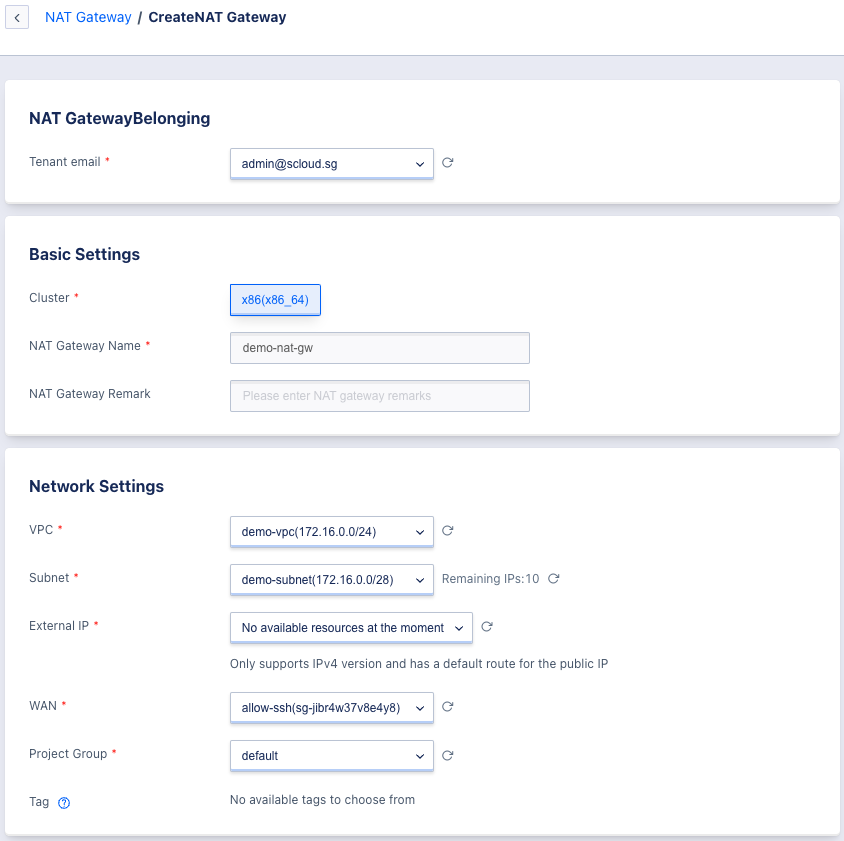 NAT Gateway / CreateNAT Gateway
NAT GatewayBelonging
Tenant email * admin@scloud.sg
Basic Settings
Cluster * x86(x86_64)
NAT Gateway Name * demo-nat-gw
NAT Gateway Remark Please enter NAT gateway remarks
Network Settings
VPC * demo-vpc(172.16.0.0/24)
Subnet * demo-subnet(172.16.0.0/28) Remaining IPs:10
External IP * No available resources at the moment
Only supports IPv4 version and has a default route for the public IP
WAN * allow-ssh(sg-jibr4w37v8e4y8)
Project Group * default
Tag ? No available tags to choose from